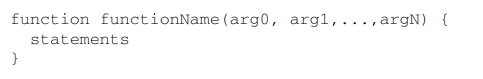 function functionName(arg0, arg1,...,argN) {
  statements
}